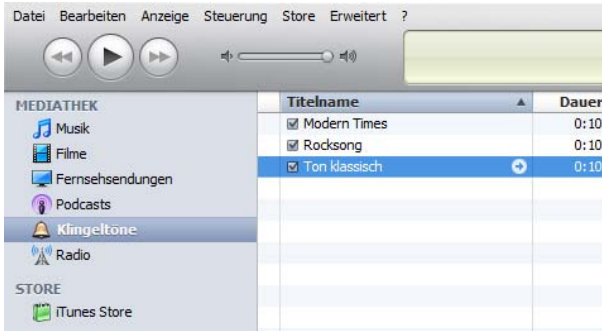 Datei Bearbeiten Anzeige Steuerung Store Erweitert ?
MEDIATHEK
Musik
Filme
Fernsehsendungen
Podcasts
Klingeltöne
Radio
STORE
iTunes Store
Titelname Dauer
Modern Times 0:10
Rocksong 0:10
Ton klassisch 0:10